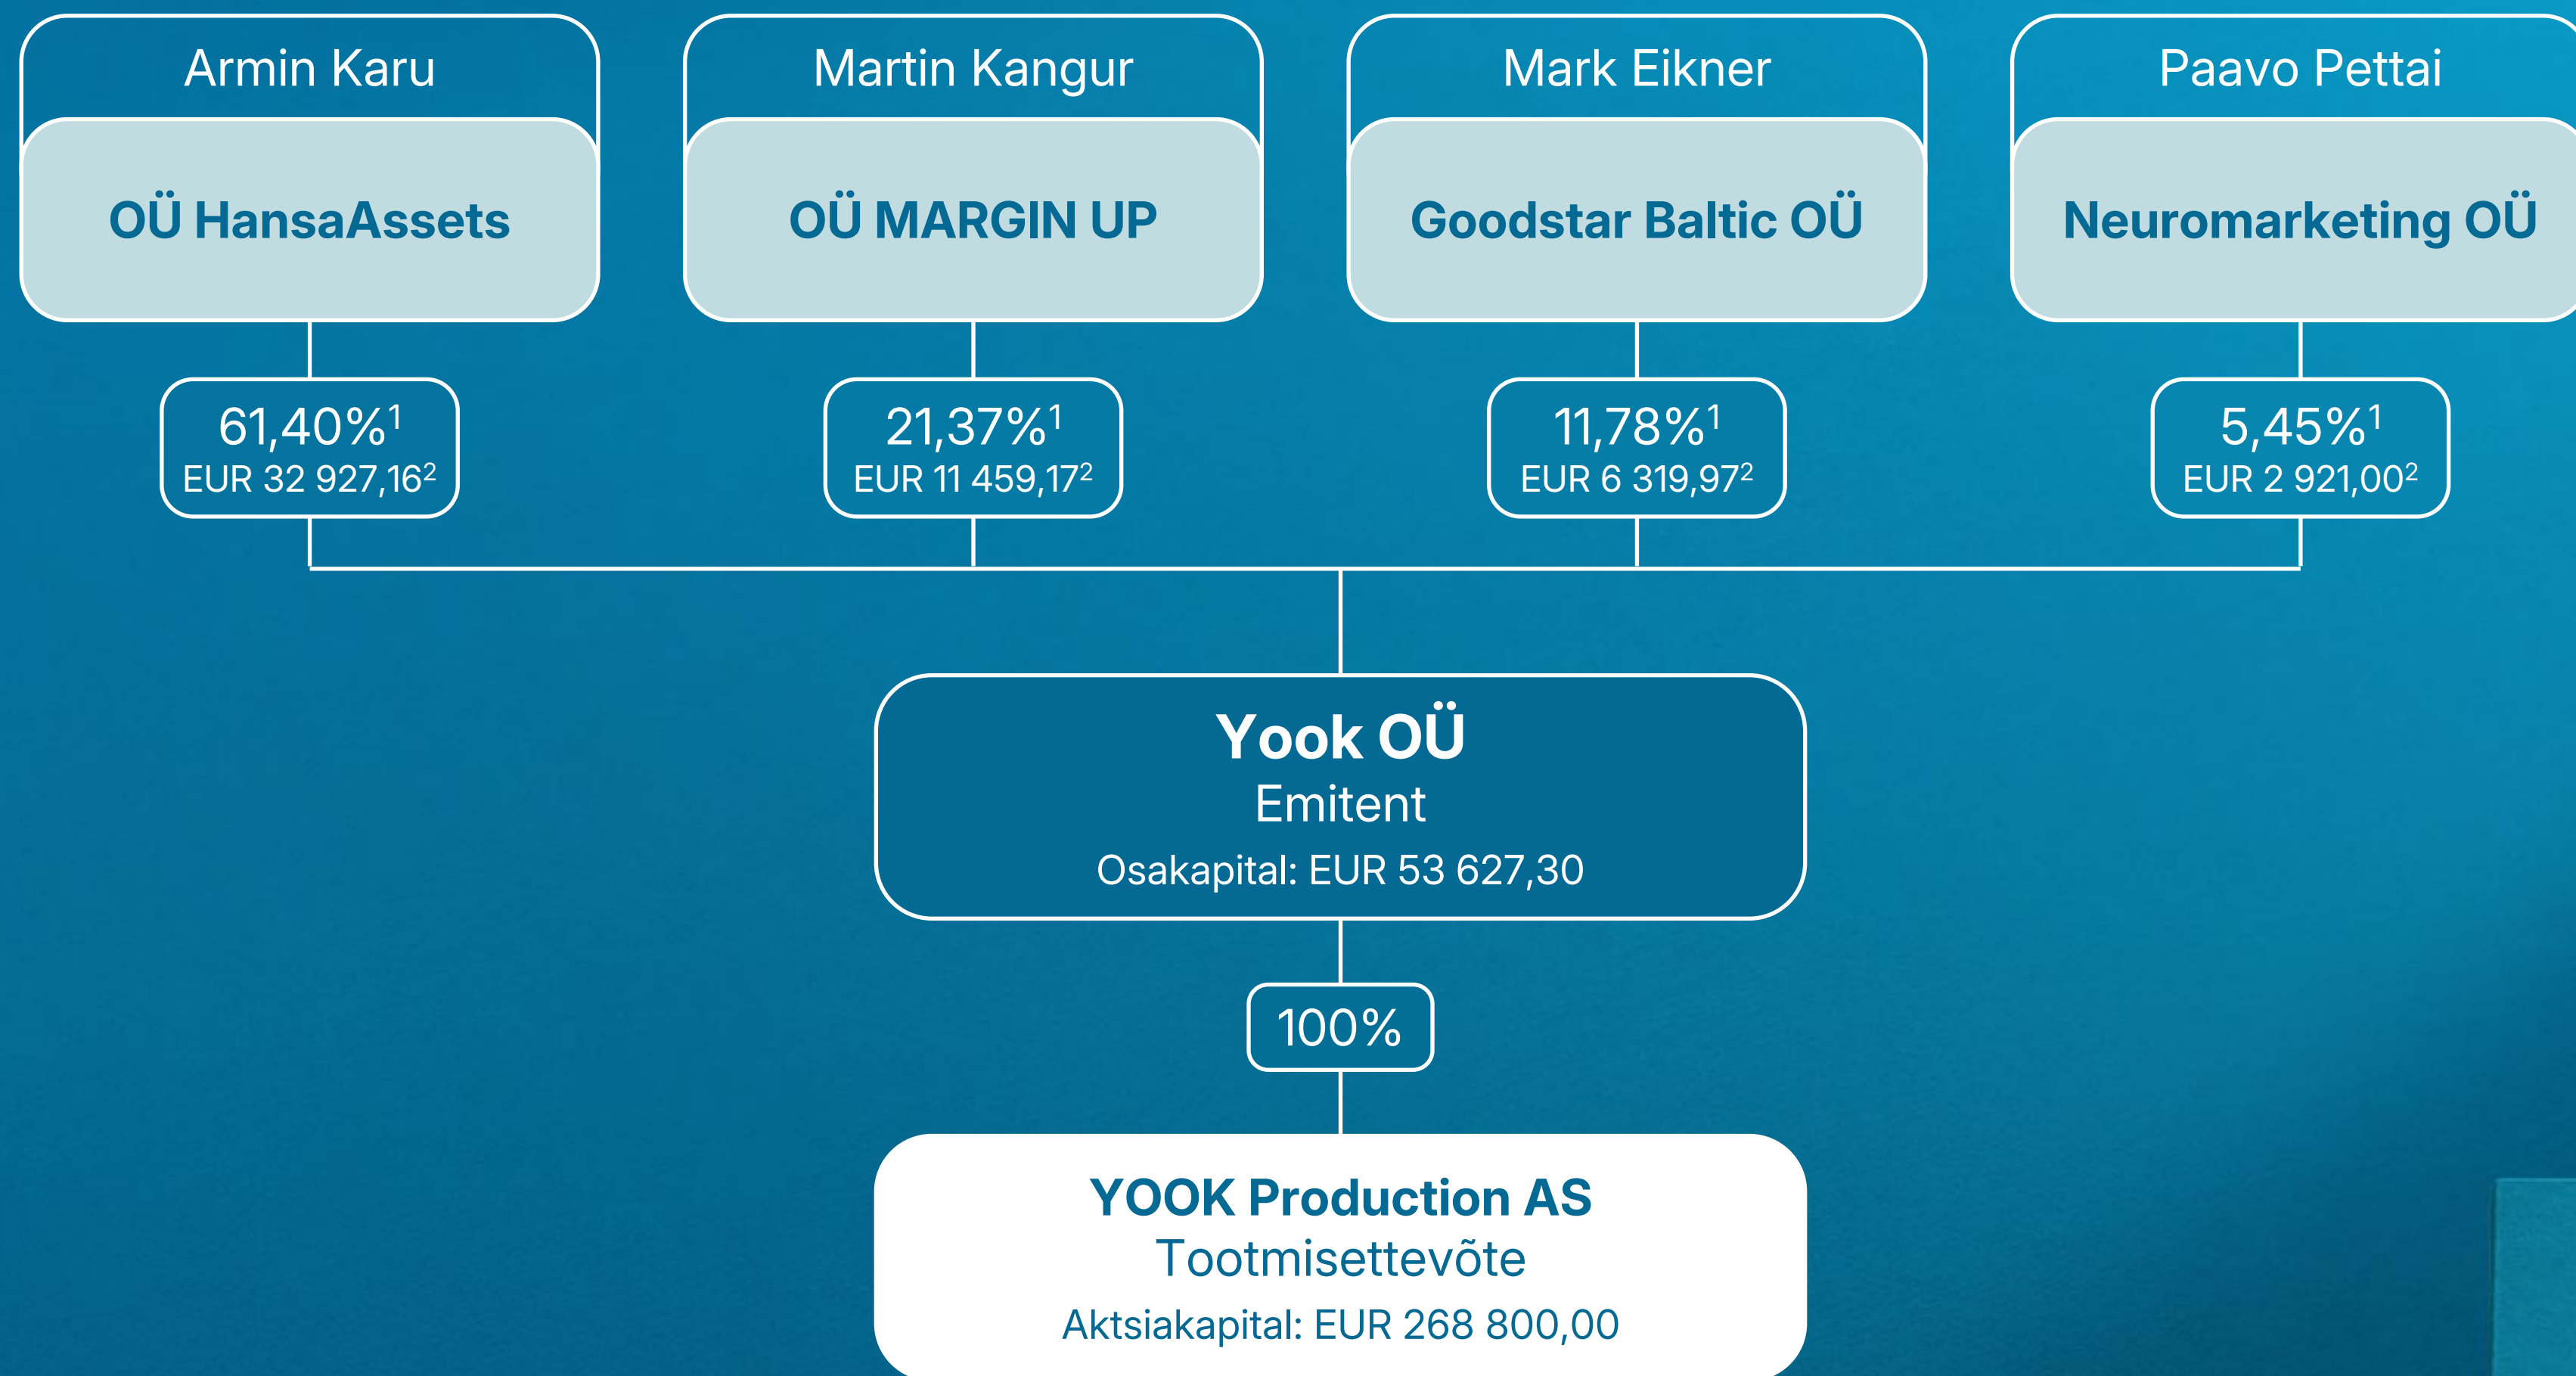 Armin Karu
OÜ HansaAssets
61,40%¹
EUR 32 927,16²
Martin Kangur
OÜ MARGIN UP
21,37%¹
EUR 11 459,17²
Mark Eikner
Goodstar Baltic OÜ
11,78%¹
EUR 6 319,97²
Paavo Pettai
Neuromarketing OÜ
5,45%¹
EUR 2 921,00²
Yook OÜ
Emitent
Osakapital: EUR 53 627,30
100%
YOOK Production AS
Tootmisettevõte
Aktsiakapital: EUR 268 800,00